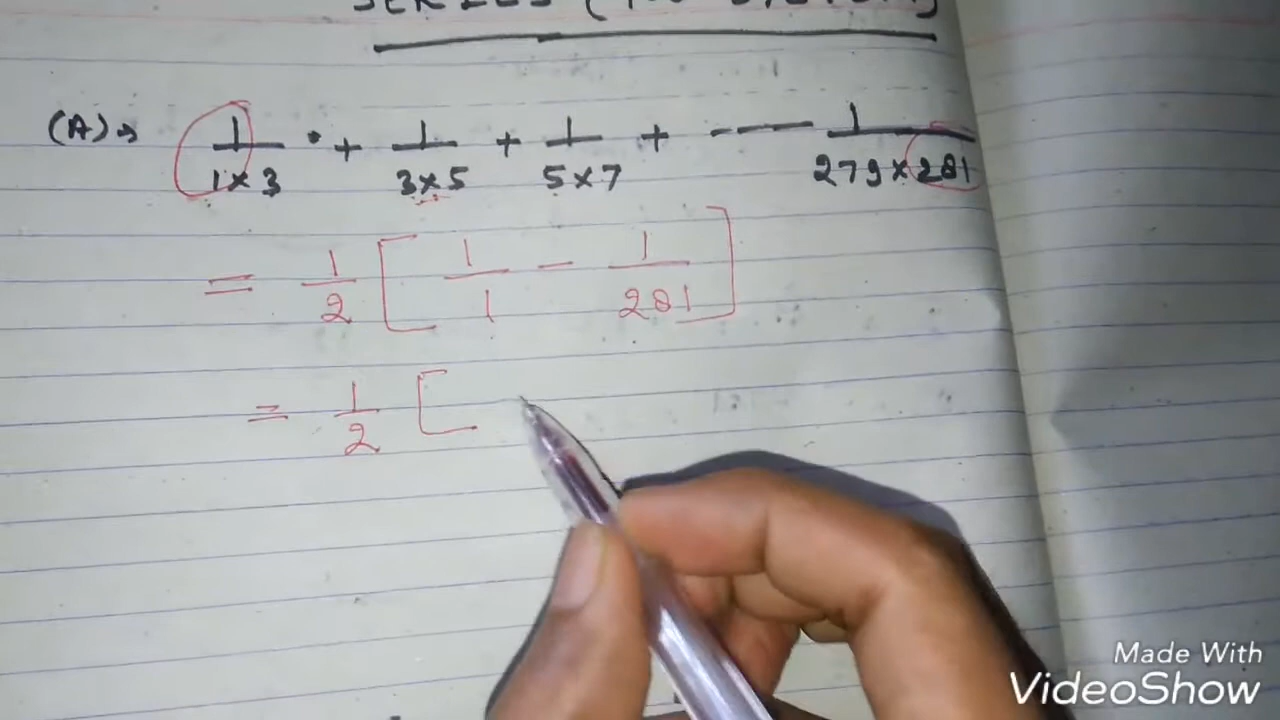 (A)→ 1/1×3 + 1/3×5 + 1/5×7 + --- 1/279×281
= 1/2 [ 1/1 - 1/281 ]
= 1/2 [
Made With
VideoShow